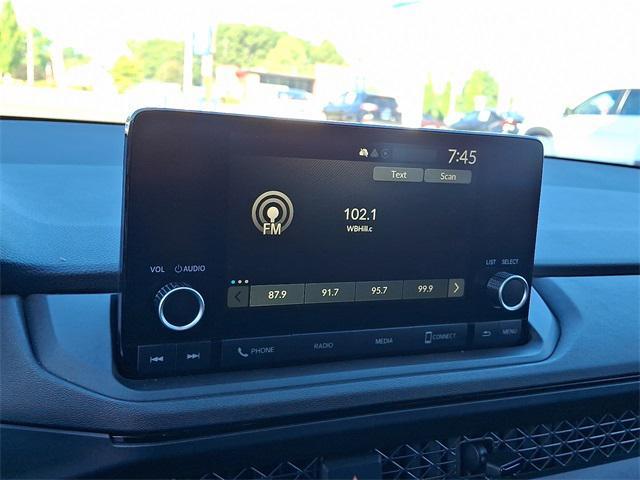 7:45
Text Scan
102.1
FM
WBHill.c
VOL AUDIO
LIST SELECT
87.9 91.7 95.7 99.9
PHONE RADIO MEDIA CONNECT MENU